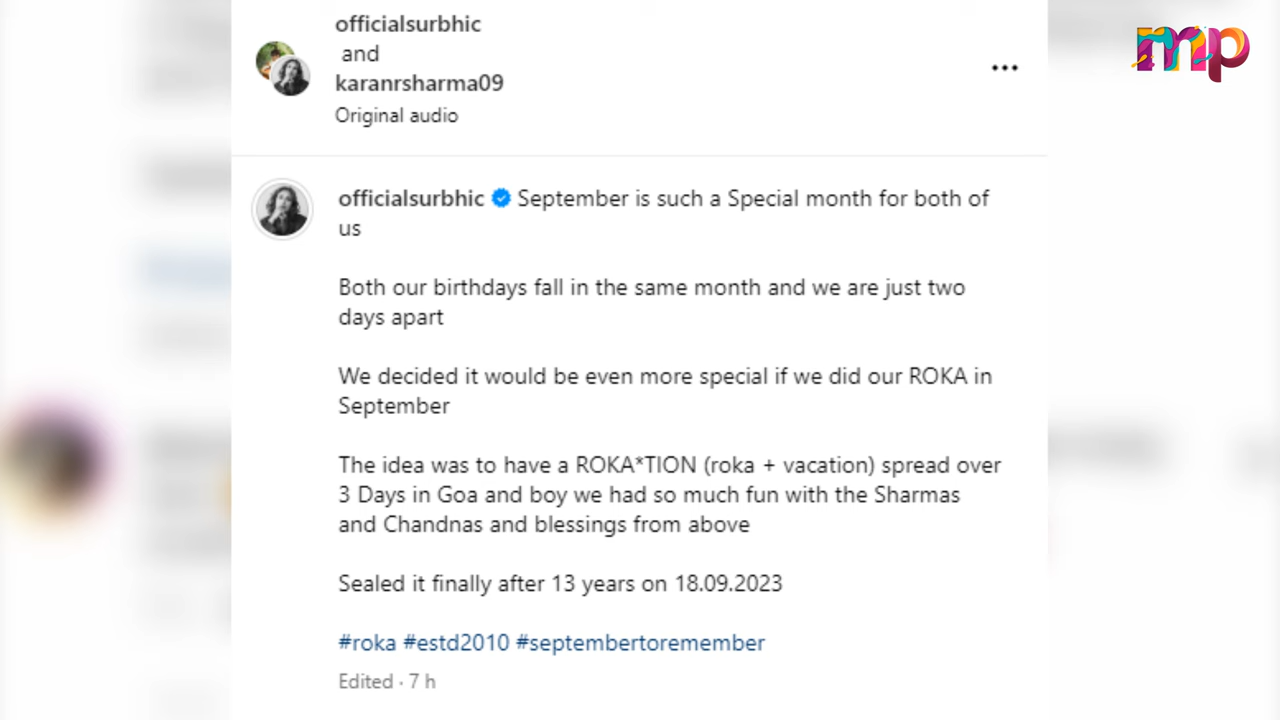 officialsurbhic
and
karanrsharma09
Original audio
mp
officialsurbhic September is such a Special month for both of
us
Both our birthdays fall in the same month and we are just two
days apart
We decided it would be even more special if we did our ROKA in
September
The idea was to have a ROKA*TION (roka + vacation) spread over
3 Days in Goa and boy we had so much fun with the Sharmas
and Chandnas and blessings from above
Sealed it finally after 13 years on 18.09.2023
#roka #estd2010 #septembertoremember
Edited · 7 h